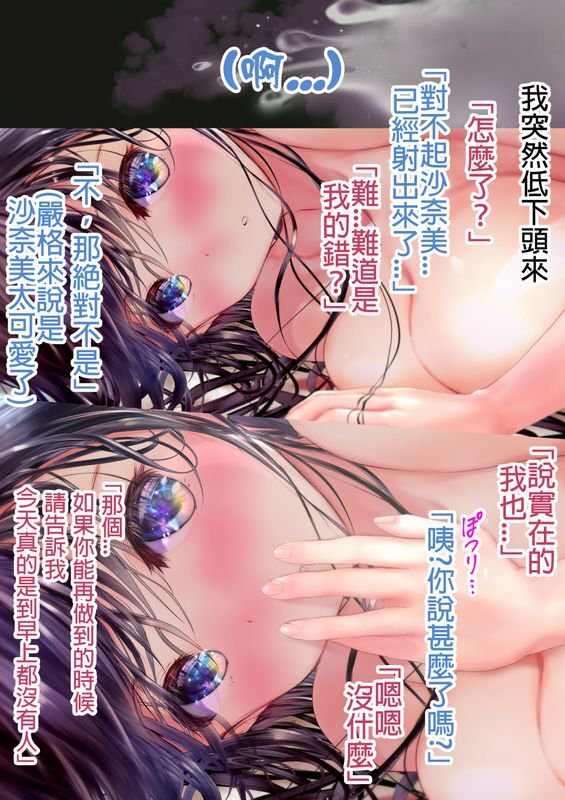 (啊...)
我突然低下頭來
「怎麼了?」
「對不起沙奈美...
已經射出來了...」
「難...難道是
我的錯?」
「不，那絕對不是」
(嚴格來說是
沙奈美太可愛了)
「說實在的
我也...」
ぽつり...
「咦?你說甚麼了嗎?」
「嗯嗯
沒什麼」
「那個...
如果你能再做到的時候
請告訴我
今天真的是到早上都沒有人」